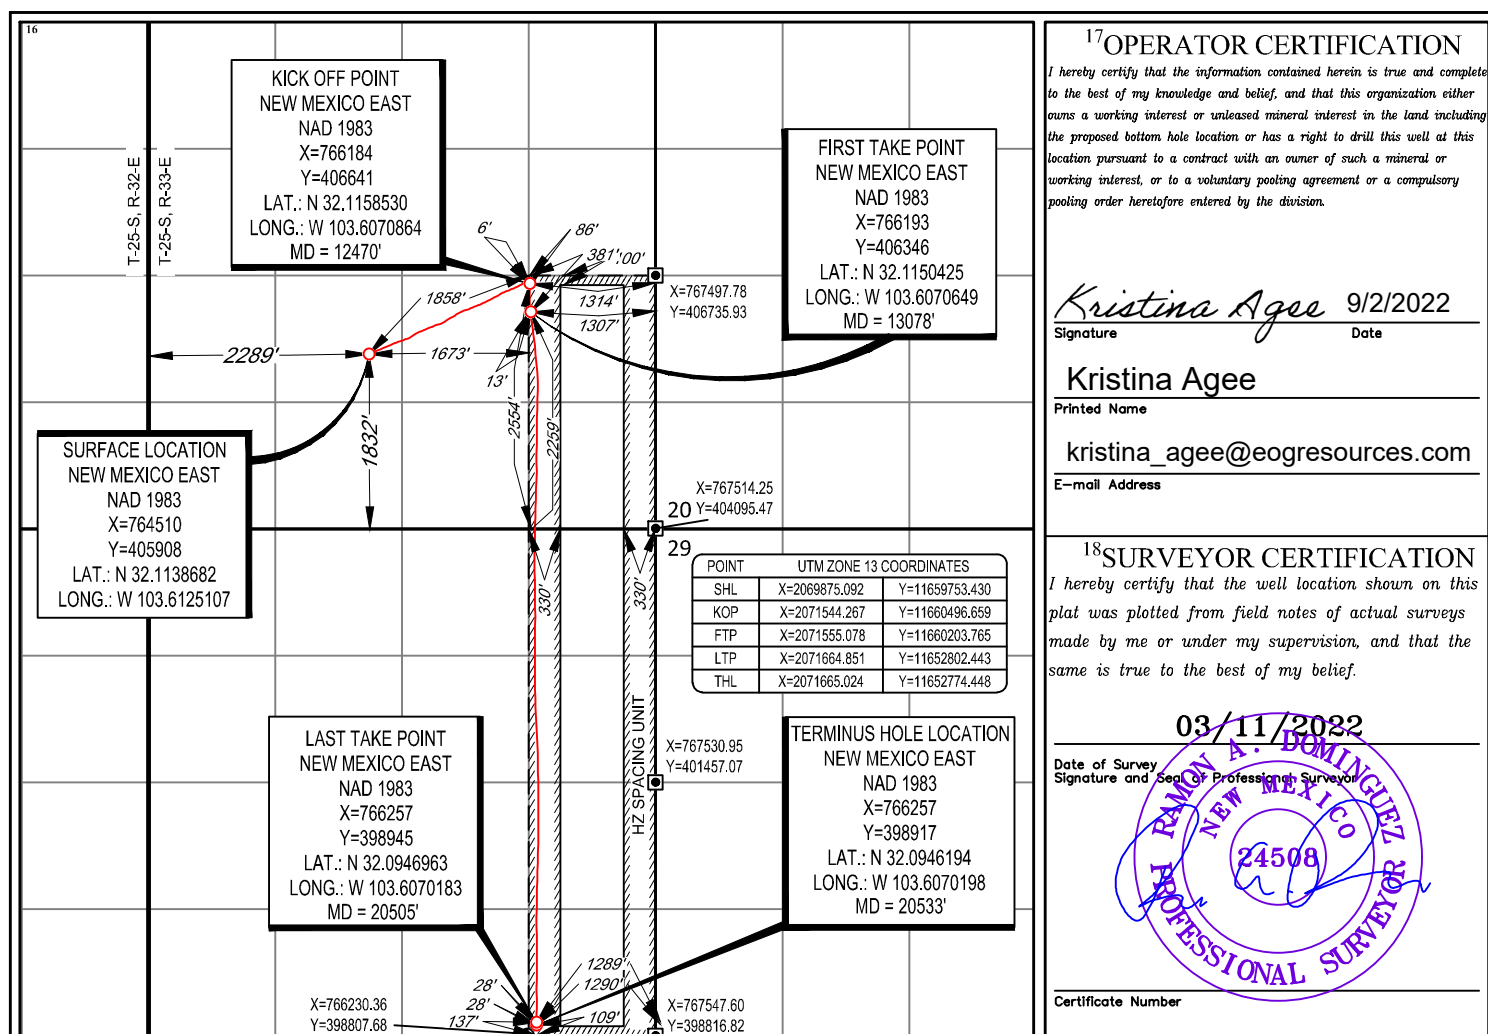 16
T-25-S, R-32-E
T-25-S, R-33-E
KICK OFF POINT
NEW MEXICO EAST
NAD 1983
X=766184
Y=406641
LAT.: N 32.1158530
LONG.: W 103.6070864
MD = 12470'
FIRST TAKE POINT
NEW MEXICO EAST
NAD 1983
X=766193
Y=406346
LAT.: N 32.1150425
LONG.: W 103.6070649
MD = 13078'
6'
86'
381'
'00'
1858'
1314'
1307'
X=767497.78
Y=406735.93
2289'
1673'
13'
1832'
2554'
2259'
SURFACE LOCATION
NEW MEXICO EAST
NAD 1983
X=764510
Y=405908
LAT.: N 32.1138682
LONG.: W 103.6125107
X=767514.25
Y=404095.47
20
29
330'
330'
POINT UTM ZONE 13 COORDINATES
SHL X=2069875.092 Y=11659753.430
KOP X=2071544.267 Y=11660496.659
FTP X=2071555.078 Y=11660203.765
LTP X=2071664.851 Y=11652802.443
THL X=2071665.024 Y=11652774.448
HZ SPACING UNIT
X=767530.95
Y=401457.07
LAST TAKE POINT
NEW MEXICO EAST
NAD 1983
X=766257
Y=398945
LAT.: N 32.0946963
LONG.: W 103.6070183
MD = 20505'
TERMINUS HOLE LOCATION
NEW MEXICO EAST
NAD 1983
X=766257
Y=398917
LAT.: N 32.0946194
LONG.: W 103.6070198
MD = 20533'
1289'
1290'
28'
28'
137'
109'
X=766230.36
Y=398807.68
X=767547.60
Y=398816.82
17OPERATOR CERTIFICATION
I hereby certify that the information contained herein is true and complete
to the best of my knowledge and belief, and that this organization either
owns a working interest or unleased mineral interest in the land including
the proposed bottom hole location or has a right to drill this well at this
location pursuant to a contract with an owner of such a mineral or
working interest, or to a voluntary pooling agreement or a compulsory
pooling order heretofore entered by the division.
Kristina Agee 9/2/2022
Signature Date
Kristina Agee
Printed Name
kristina_agee@eogresources.com
E-mail Address
18SURVEYOR CERTIFICATION
I hereby certify that the well location shown on this
plat was plotted from field notes of actual surveys
made by me or under my supervision, and that the
same is true to the best of my belief.
03/11/2022
Date of Survey
Signature and Seal of Professional Surveyor
RAMON A. DOMINGUEZ
NEW MEXICO
24508
PROFESSIONAL SURVEYOR
Certificate Number